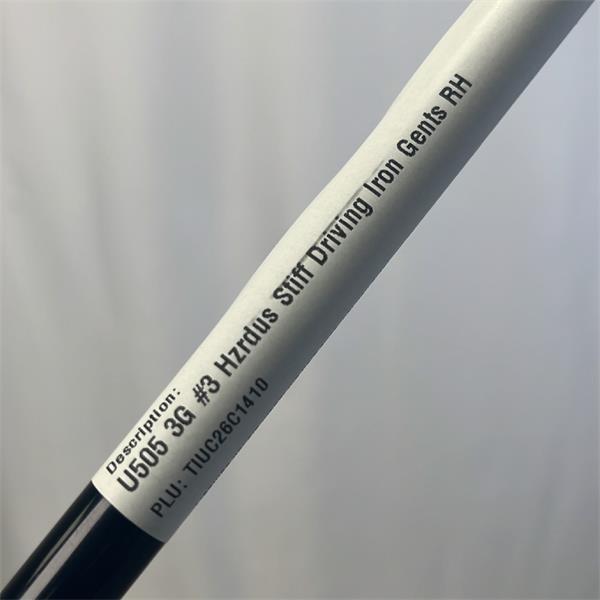 Description:
U505 3G #3 Hzrdus Stiff Driving Iron Gents RH
PLU: TIUC26C1410